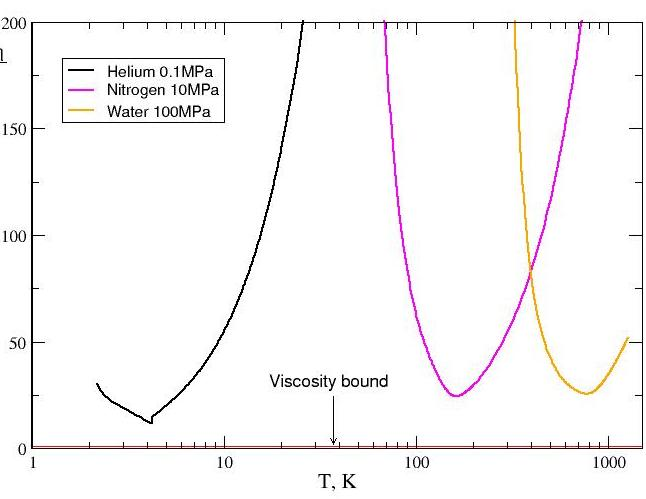 200
Helium 0.1MPa
Nitrogen 10MPa
Water 100MPa
150
100
50
Viscosity bound
0
1 10 100 1000
T, K